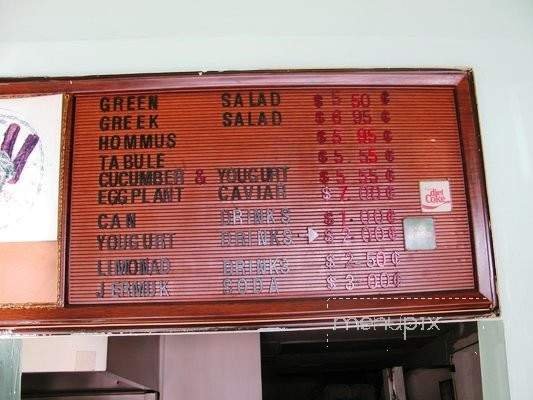 GREEN SALAD $ 5 50 ¢
GREEK SALAD $ 6 95 ¢
HOMMUS $ 5 95 ¢
TABULE $ 5. 55 ¢
CUCUMBER & YOUGURT $ 5. 55 ¢
EGGPLANT CAVIAR $ 7. 00 ¢
diet Coke
CAN DRINKS $ 1. 00 ¢
YOUGURT DRINKS $ 2. 00 ¢
LIMONAD DRINKS $ 2. 50 ¢
JERMUK SODA $ 3 00 ¢
menupix